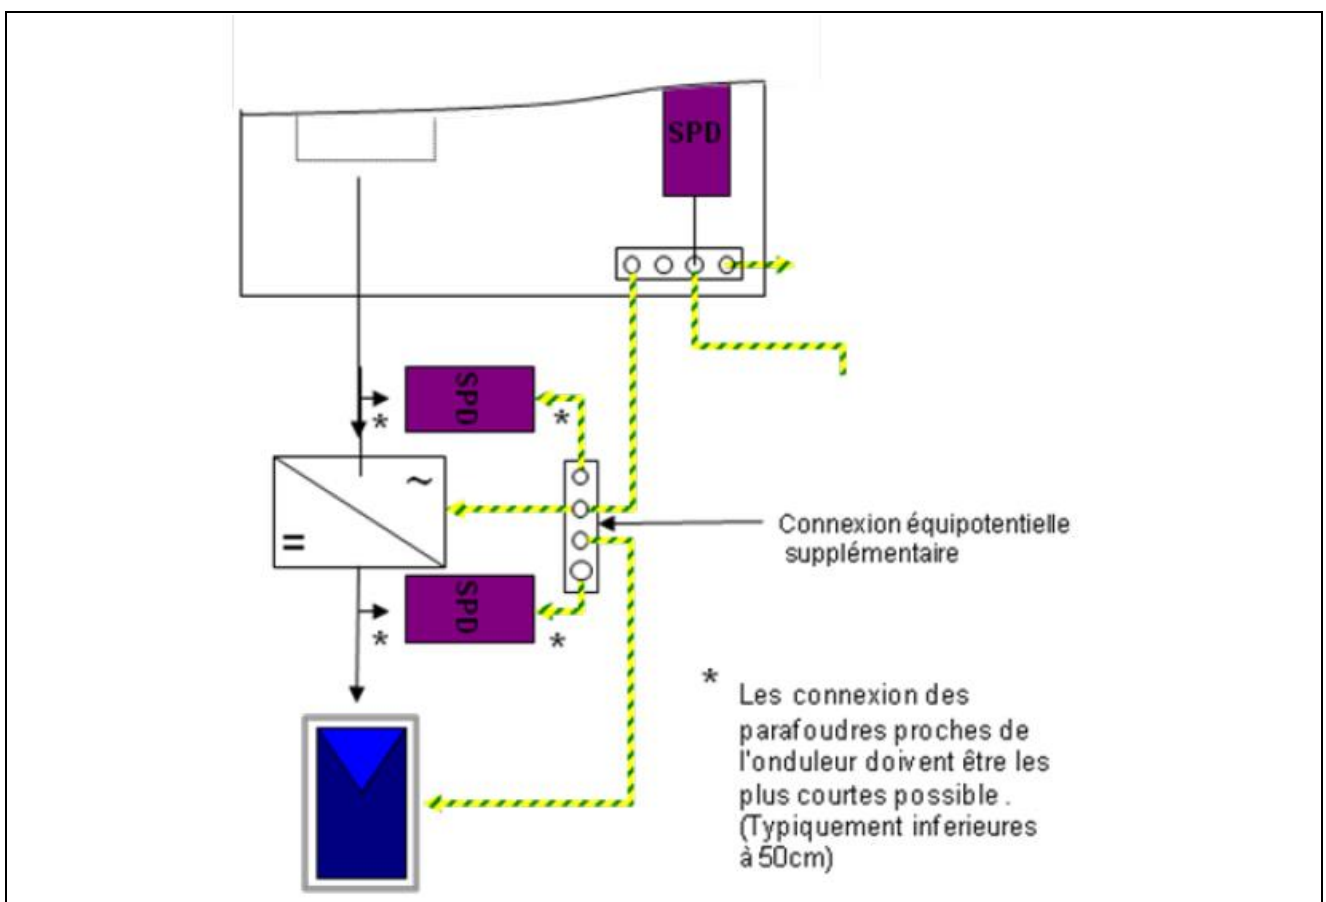 SPD
SPD
*
*
~
=
Connexion équipotentielle
supplémentaire
SPD
*
*
* Les connexion des
parafoudres proches de
l'onduleur doivent être les
plus courtes possible .
(Typiquement inferieures
à 50cm)